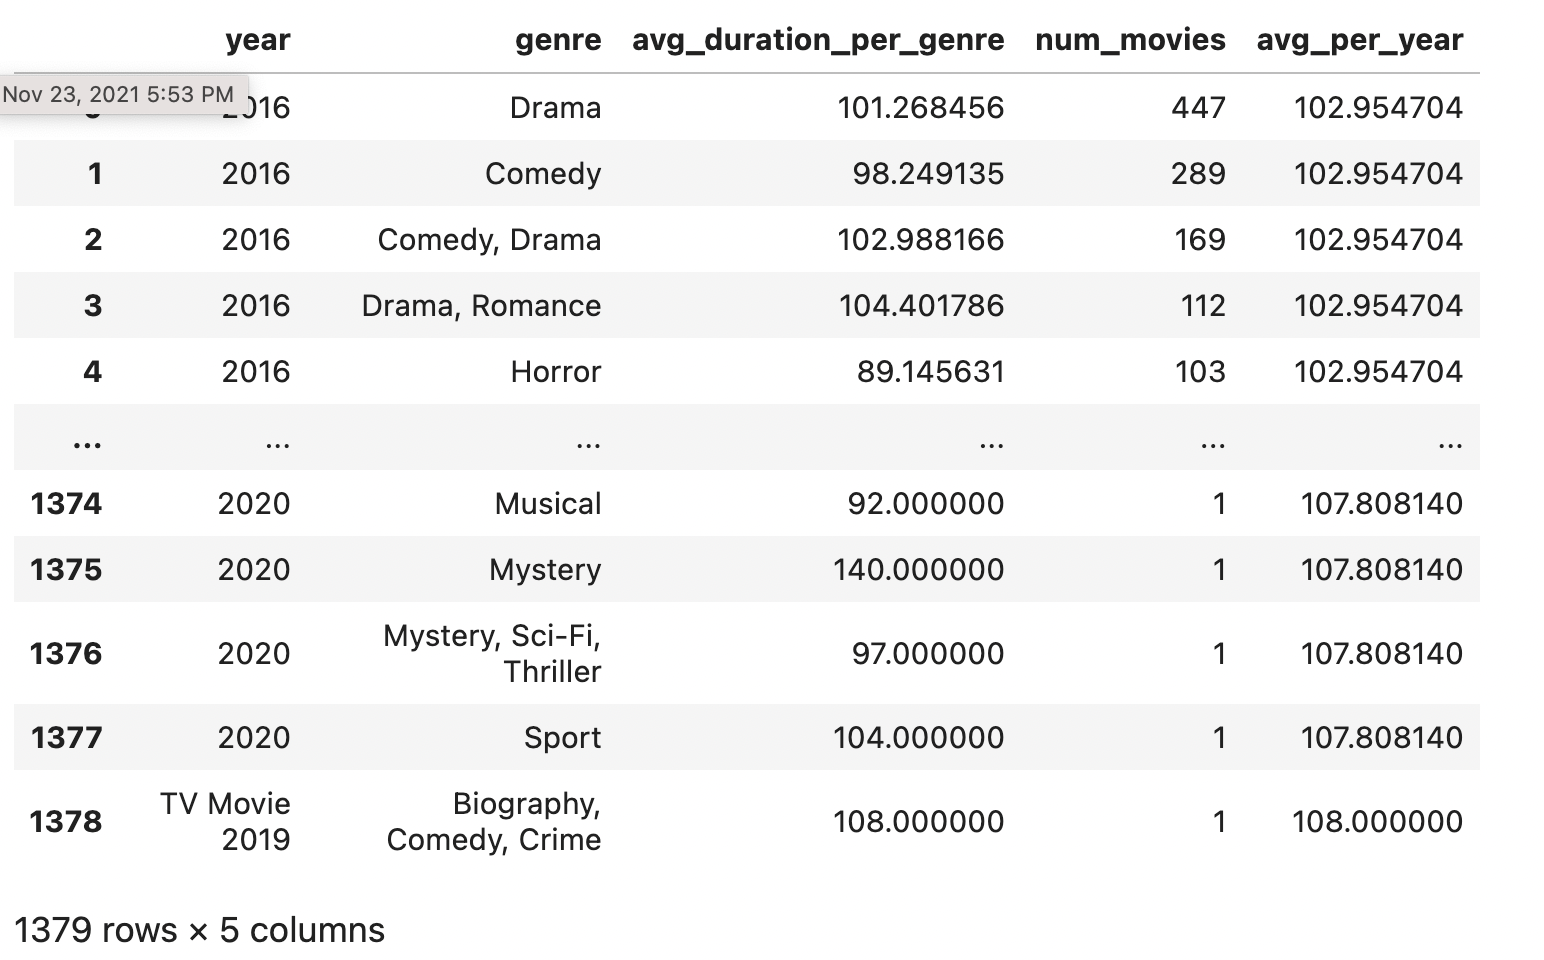 year genre avg_duration_per_genre num_movies avg_per_year
Nov 23, 2021 5:53 PM
Drama 101.268456 447 102.954704
1 2016 Comedy 98.249135 289 102.954704
2 2016 Comedy, Drama 102.988166 169 102.954704
3 2016 Drama, Romance 104.401786 112 102.954704
4 2016 Horror 89.145631 103 102.954704
... ... ... ... ... ...
1374 2020 Musical 92.000000 1 107.808140
1375 2020 Mystery 140.000000 1 107.808140
Mystery, Sci-Fi,
1376 2020 97.000000 1 107.808140
Thriller
1377 2020 Sport 104.000000 1 107.808140
TV Movie Biography,
1378 108.000000 1 108.000000
2019 Comedy, Crime
1379 rows × 5 columns